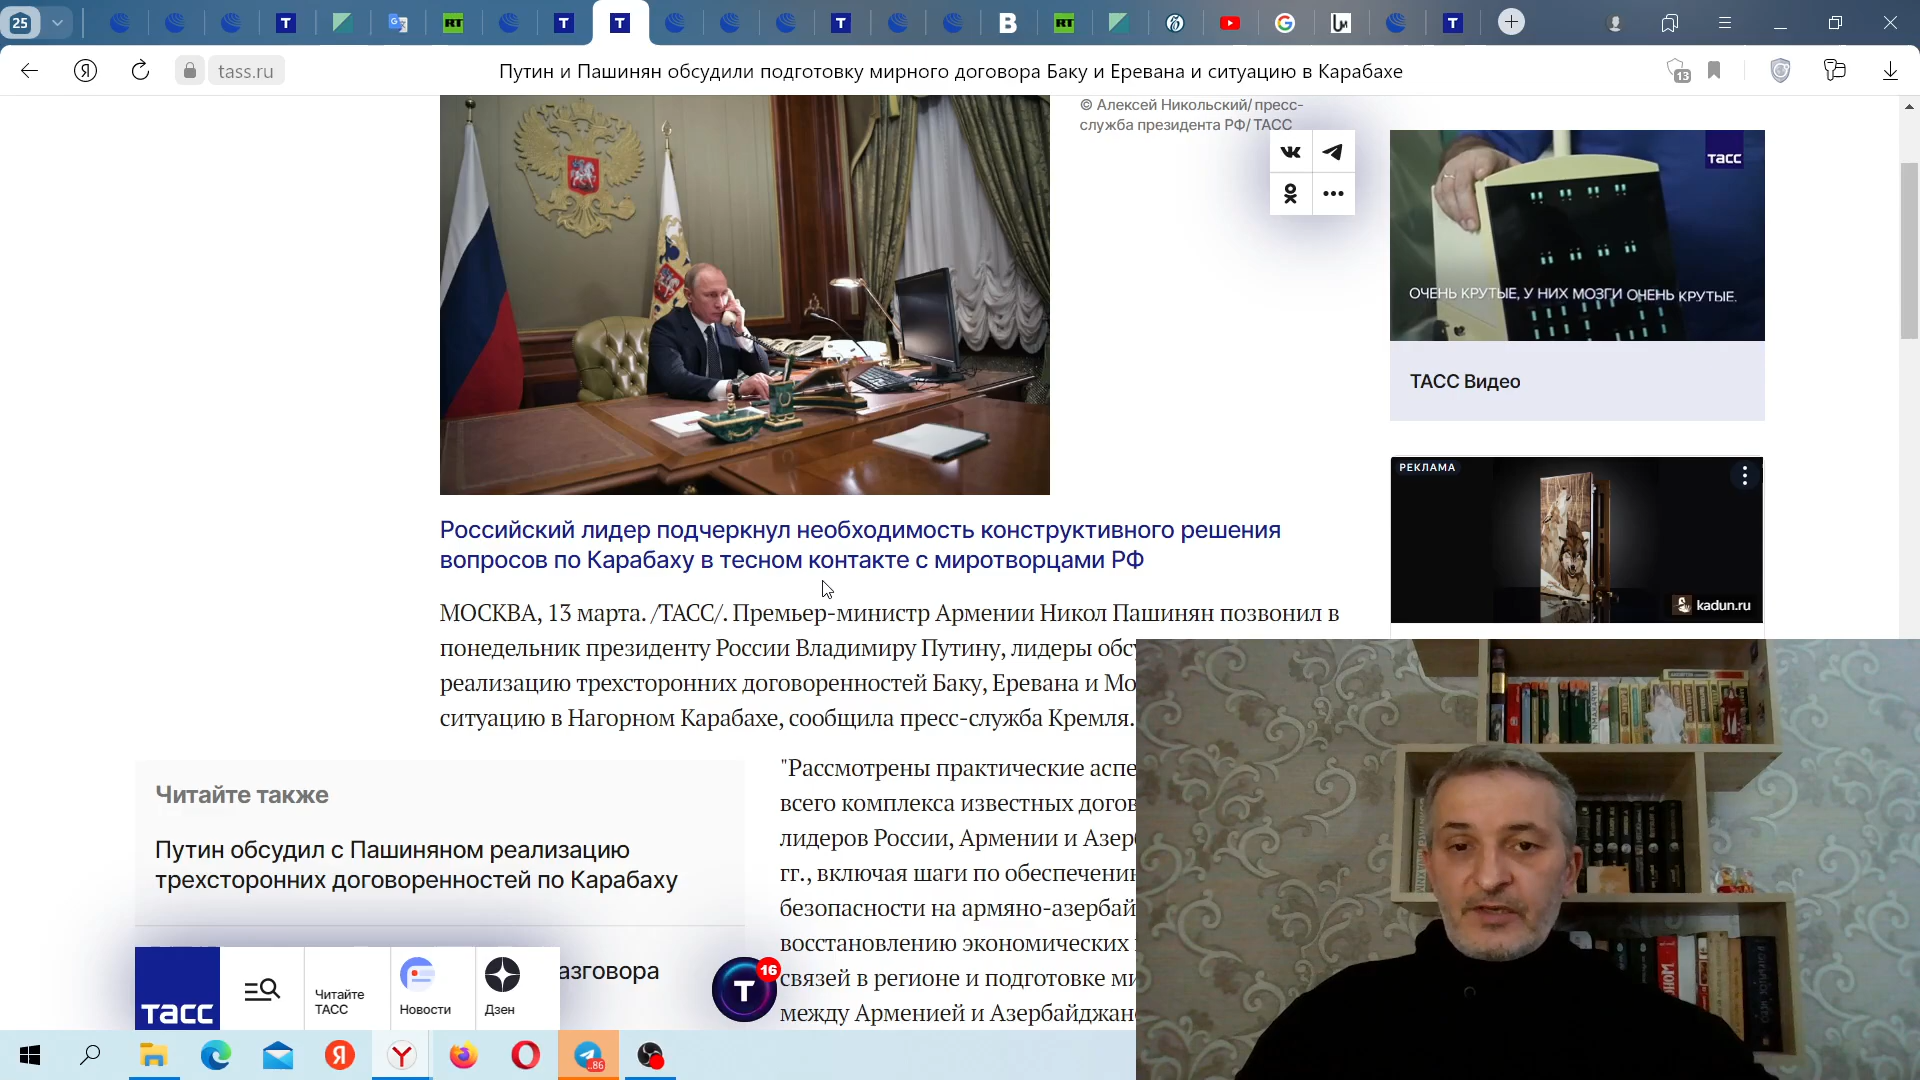 25
tass.ru
Путин и Пашинян обсудили подготовку мирного договора Баку и Еревана и ситуацию в Карабахе
13
© Алексей Никольский/ пресс-
служба президента РФ/ ТАСС
ТАСС
ОЧЕНЬ КРУТЫЕ, У НИХ МОЗГИ ОЧЕНЬ КРУТЫЕ.
ТАСС Видео
РЕКЛАМА
kadun.ru
Российский лидер подчеркнул необходимость конструктивного решения
вопросов по Карабаху в тесном контакте с миротворцами РФ
МОСКВА, 13 марта. /ТАСС/. Премьер-министр Армении Никол Пашинян позвонил в
понедельник президенту России Владимиру Путину, лидеры обсу
реализацию трехсторонних договоренностей Баку, Еревана и Мо
ситуацию в Нагорном Карабахе, сообщила пресс-служба Кремля.
Читайте также
Путин обсудил с Пашиняном реализацию
трехсторонних договоренностей по Карабаху
азговора
"Рассмотрены практические аспе
всего комплекса известных догов
лидеров России, Армении и Азер
гг., включая шаги по обеспечени
безопасности на армяно-азербай
восстановлению экономических
связей в регионе и подготовке ми
между Арменией и Азербайджан
ТАСС
Читайте
ТАСС
Новости
Дзен
T
16
..86